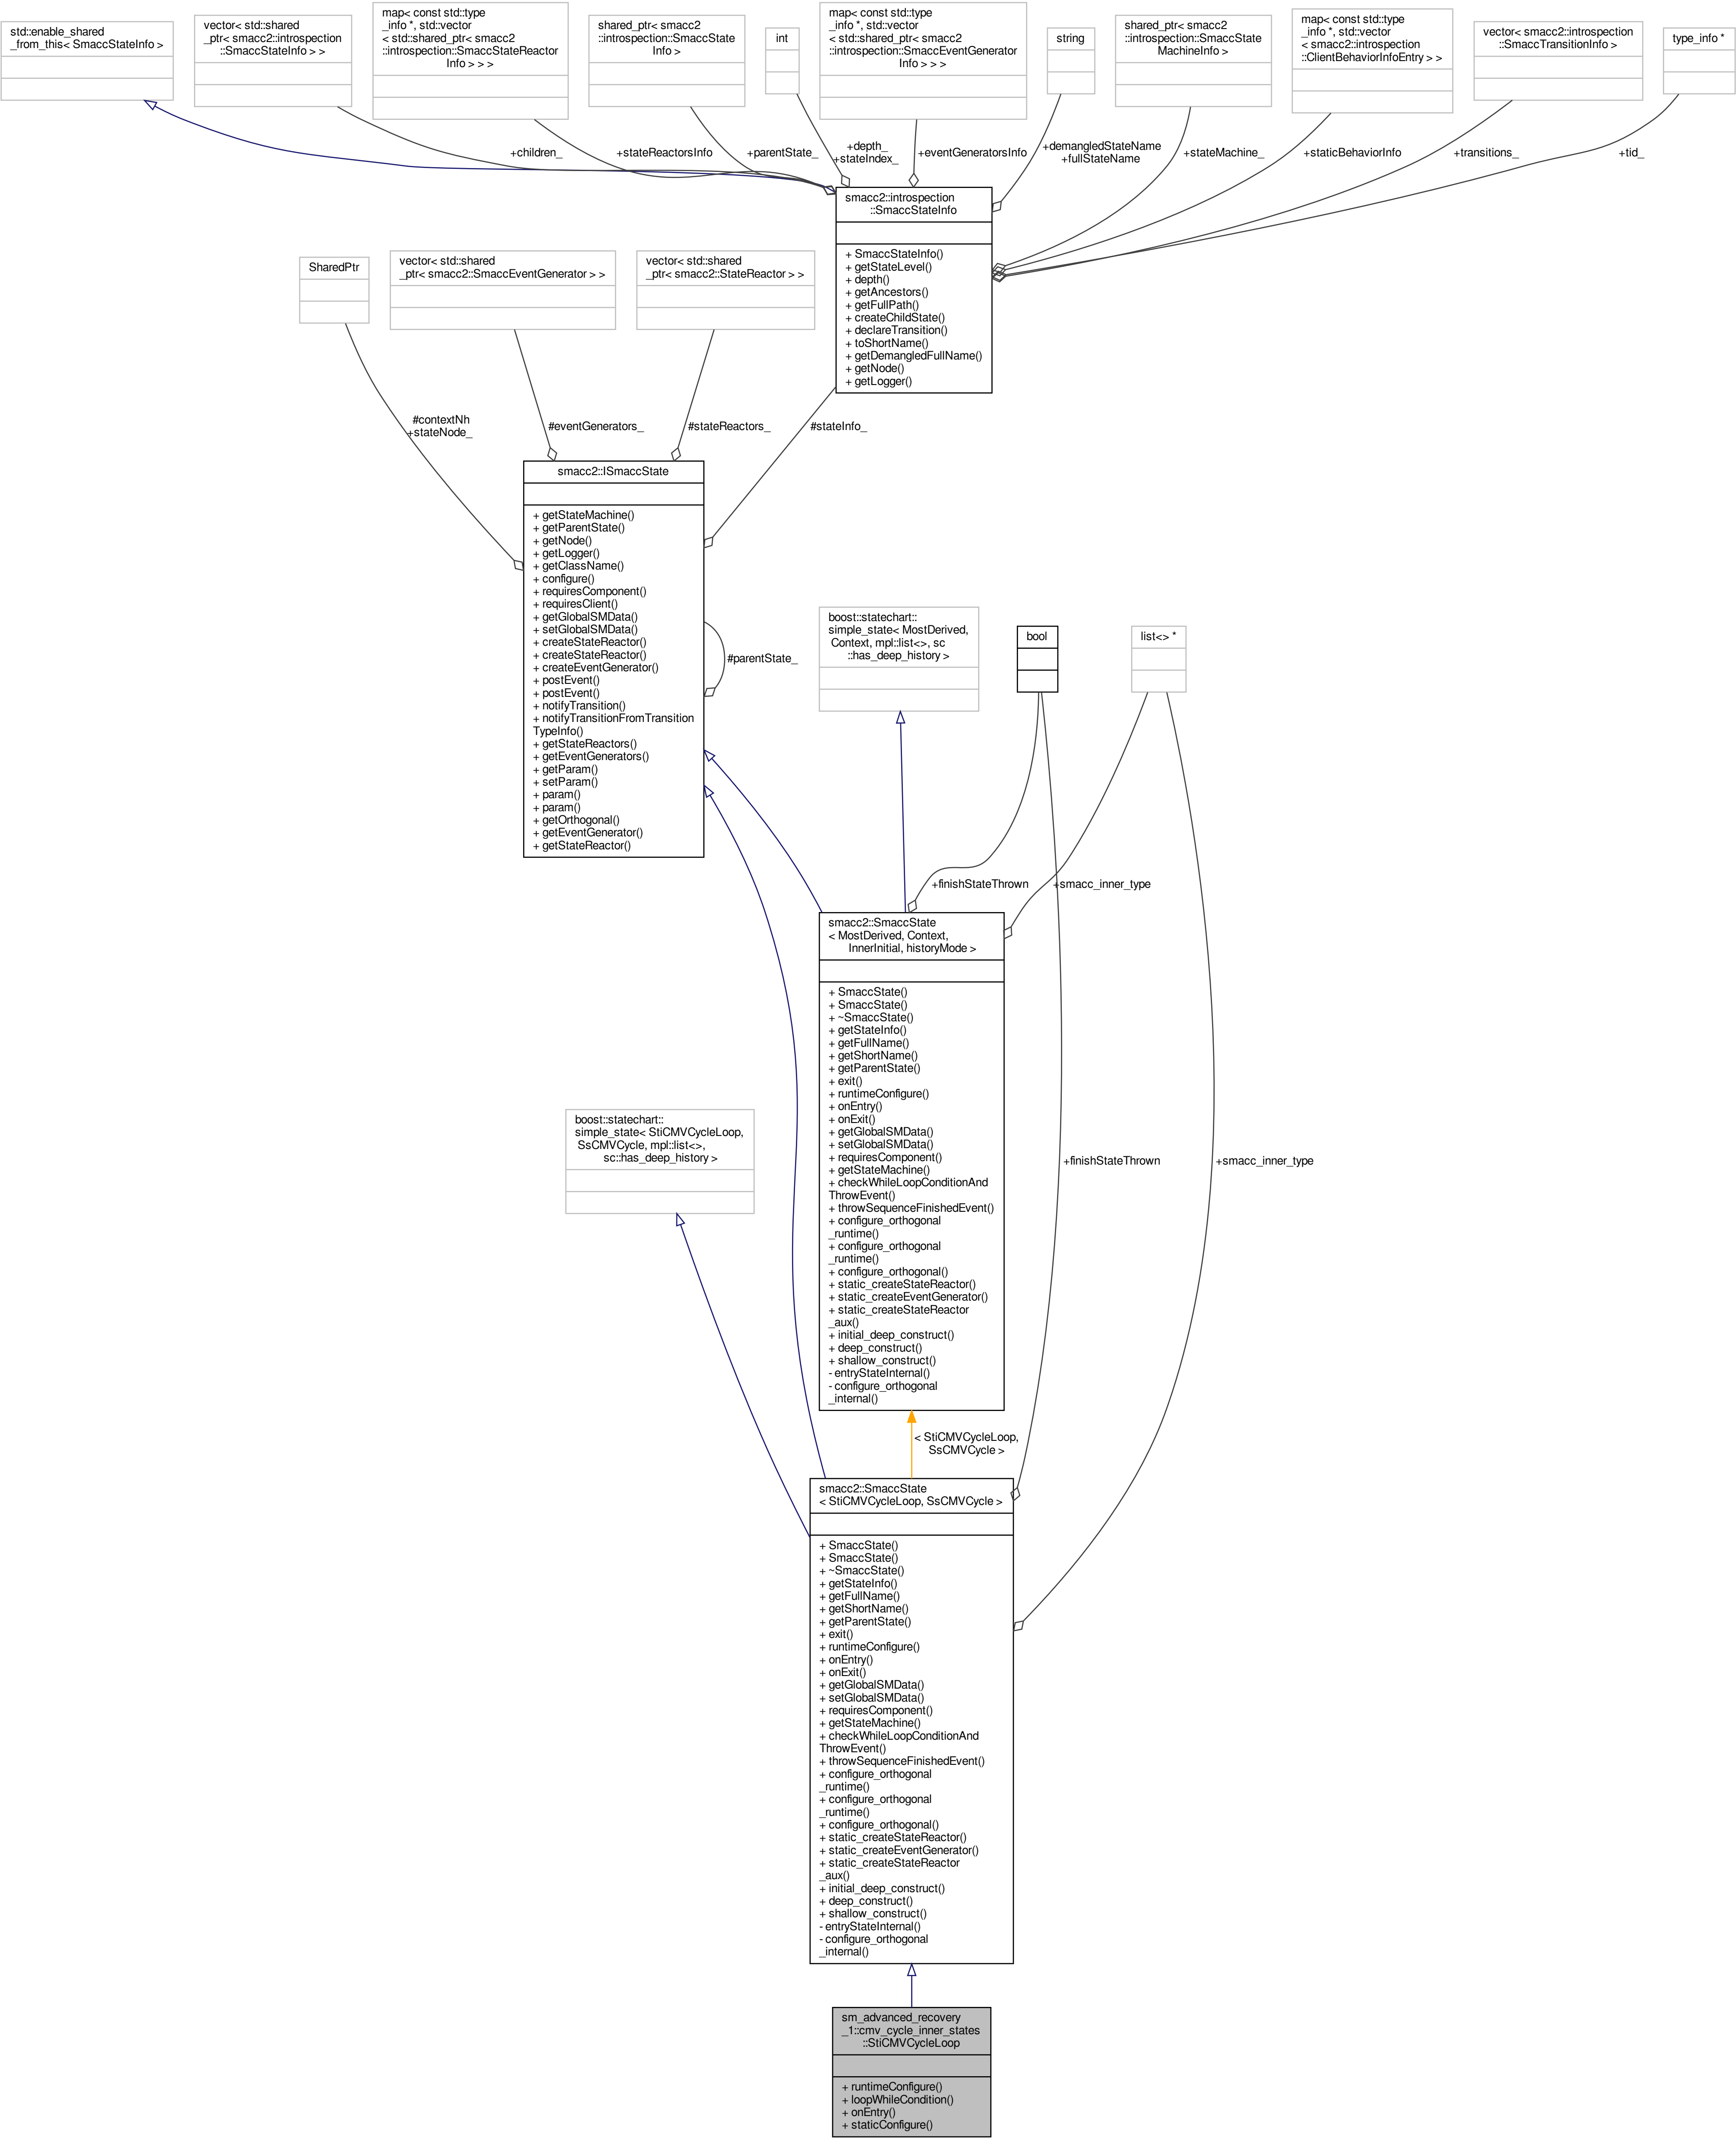 std::enable_shared
_from_this< SmaccStateInfo >
vector< std::shared
_ptr< smacc2::introspection
::SmaccStateInfo > >
map< const std::type
_info *, std::vector
< std::shared_ptr< smacc2
::introspection::SmaccStateReactor
Info > > >
shared_ptr< smacc2
::introspection::SmaccState
Info >
int
map< const std::type
_info *, std::vector
< std::shared_ptr< smacc2
::introspection::SmaccEventGenerator
Info > > >
string
shared_ptr< smacc2
::introspection::SmaccState
MachineInfo >
map< const std::type
_info *, std::vector
< smacc2::introspection
::ClientBehaviorInfoEntry > >
vector< smacc2::introspection
::SmaccTransitionInfo >
type_info *
+children_
+stateReactorsInfo
+parentState_
+depth_
+stateIndex_
+eventGeneratorsInfo
+demangledStateName
+fullStateName
+stateMachine_
+staticBehaviorInfo
+transitions_
+tid_
smacc2::introspection
::SmaccStateInfo
+ SmaccStateInfo()
+ getStateLevel()
+ depth()
+ getAncestors()
+ getFullPath()
+ createChildState()
+ declareTransition()
+ toShortName()
+ getDemangledFullName()
+ getNode()
+ getLogger()
SharedPtr
vector< std::shared
_ptr< smacc2::SmaccEventGenerator > >
vector< std::shared
_ptr< smacc2::StateReactor > >
#contextNh
+stateNode_
#eventGenerators_
#stateReactors_
#stateInfo_
smacc2::ISmaccState
+ getStateMachine()
+ getParentState()
+ getNode()
+ getLogger()
+ getClassName()
+ configure()
+ requiresComponent()
+ requiresClient()
+ getGlobalSMData()
+ setGlobalSMData()
+ createStateReactor()
+ createStateReactor()
+ createEventGenerator()
+ postEvent()
+ postEvent()
+ notifyTransition()
+ notifyTransitionFromTransition
TypeInfo()
+ getStateReactors()
+ getEventGenerators()
+ getParam()
+ setParam()
+ param()
+ param()
+ getOrthogonal()
+ getEventGenerator()
+ getStateReactor()
#parentState_
boost::statechart::
simple_state< MostDerived,
Context, mpl::list<>, sc
::has_deep_history >
bool
list<> *
+finishStateThrown
+smacc_inner_type
smacc2::SmaccState
< MostDerived, Context,
InnerInitial, historyMode >
+ SmaccState()
+ SmaccState()
+ ~SmaccState()
+ getStateInfo()
+ getFullName()
+ getShortName()
+ getParentState()
+ exit()
+ runtimeConfigure()
+ onEntry()
+ onExit()
+ getGlobalSMData()
+ setGlobalSMData()
+ requiresComponent()
+ getStateMachine()
+ checkWhileLoopConditionAnd
ThrowEvent()
+ throwSequenceFinishedEvent()
+ configure_orthogonal
_runtime()
+ configure_orthogonal
_runtime()
+ configure_orthogonal()
+ static_createStateReactor()
+ static_createEventGenerator()
+ static_createStateReactor
_aux()
+ initial_deep_construct()
+ deep_construct()
+ shallow_construct()
- entryStateInternal()
- configure_orthogonal
_internal()
boost::statechart::
simple_state< StiCMVCycleLoop,
SsCMVCycle, mpl::list<>,
sc::has_deep_history >
+finishStateThrown
+smacc_inner_type
< StiCMVCycleLoop,
SsCMVCycle >
smacc2::SmaccState
< StiCMVCycleLoop, SsCMVCycle >
+ SmaccState()
+ SmaccState()
+ ~SmaccState()
+ getStateInfo()
+ getFullName()
+ getShortName()
+ getParentState()
+ exit()
+ runtimeConfigure()
+ onEntry()
+ onExit()
+ getGlobalSMData()
+ setGlobalSMData()
+ requiresComponent()
+ getStateMachine()
+ checkWhileLoopConditionAnd
ThrowEvent()
+ throwSequenceFinishedEvent()
+ configure_orthogonal
_runtime()
+ configure_orthogonal
_runtime()
+ configure_orthogonal()
+ static_createStateReactor()
+ static_createEventGenerator()
+ static_createStateReactor
_aux()
+ initial_deep_construct()
+ deep_construct()
+ shallow_construct()
- entryStateInternal()
- configure_orthogonal
_internal()
sm_advanced_recovery
_1::cmv_cycle_inner_states
::StiCMVCycleLoop
+ runtimeConfigure()
+ loopWhileCondition()
+ onEntry()
+ staticConfigure()